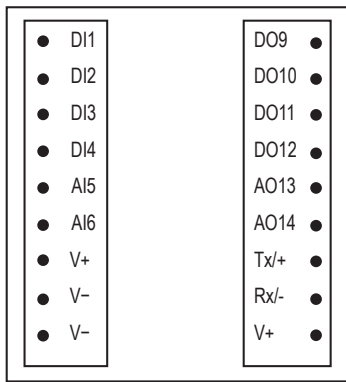 DI1
DI2
DI3
DI4
AI5
AI6
V+
V−
V−
DO9
DO10
DO11
DO12
AO13
AO14
Tx/+
Rx/-
V+